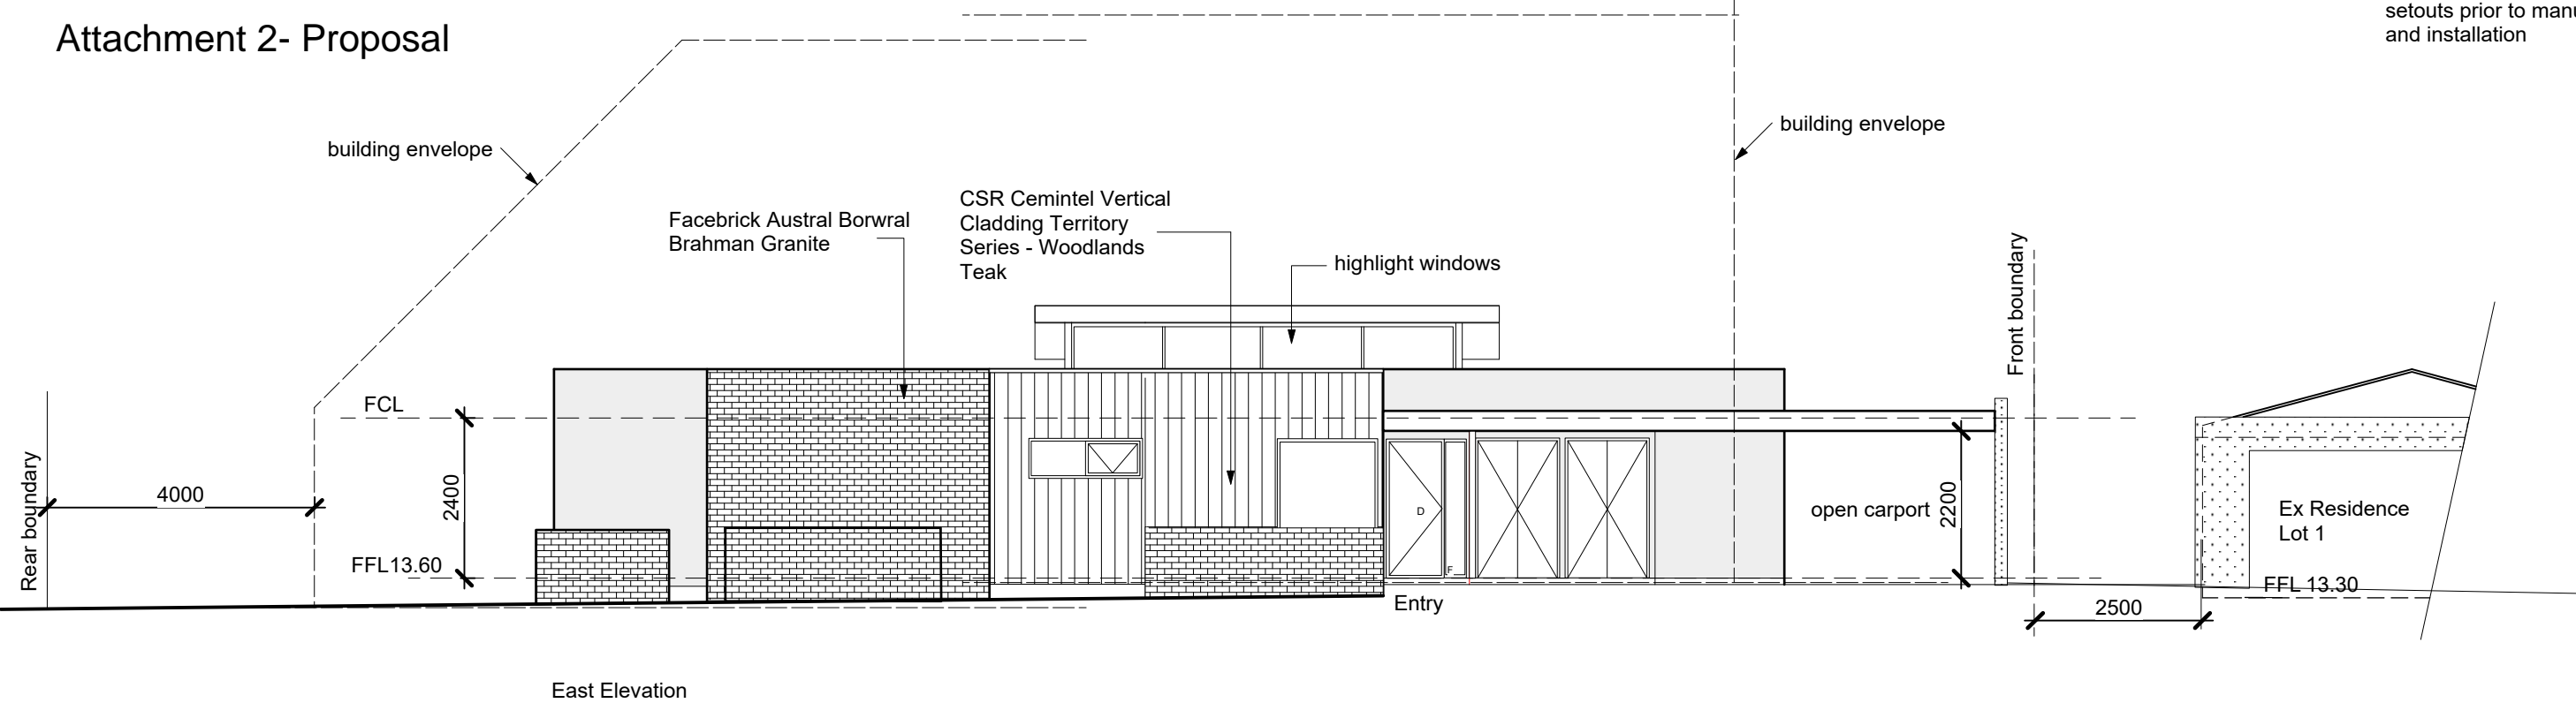 Attachment 2- Proposal
setouts prior to
and installation
building envelope
building envelope
Facebrick Austral Borwral
Brahman Granite
CSR Cemintel Vertical
Cladding Territory
Series - Woodlands
Teak
highlight windows
Front boundary
FCL
Rear boundary
4000
2400
D
F
open carport
2200
Ex Residence
Lot 1
FFL13.60
FFL 13.30
Entry
2500
East Elevation